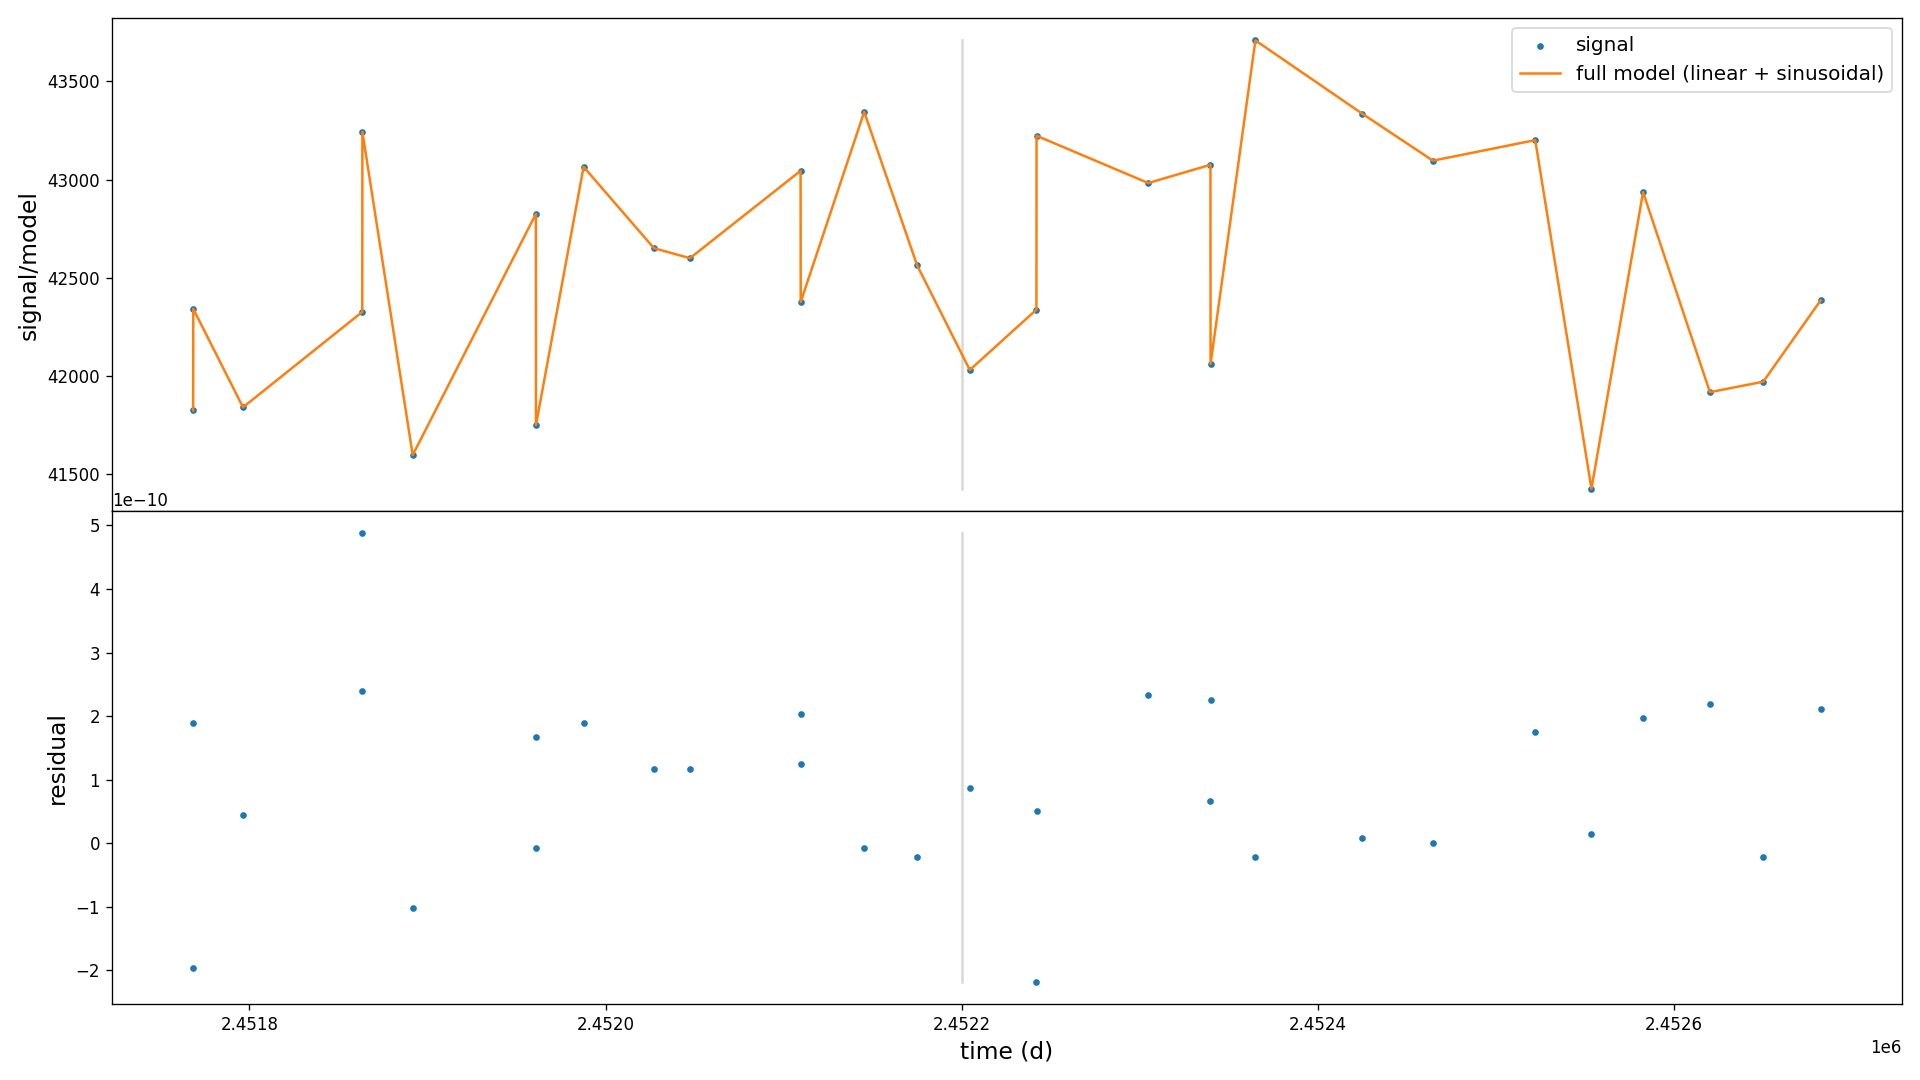 signal
full model (linear + sinusoidal)
43500
43000
42500
42000
41500
signal/model
1e−10
5
4
3
2
1
0
−1
−2
residual
2.4518
2.4520
2.4522
2.4524
2.4526
time (d)
1e6